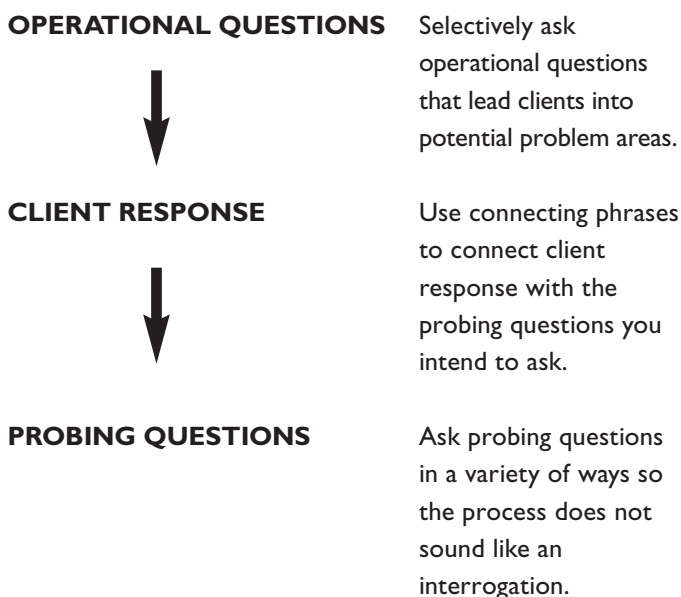 OPERATIONAL QUESTIONS
Selectively ask
operational questions
that lead clients into
potential problem areas.
CLIENT RESPONSE
Use connecting phrases
to connect client
response with the
probing questions you
intend to ask.
PROBING QUESTIONS
Ask probing questions
in a variety of ways so
the process does not
sound like an
interrogation.